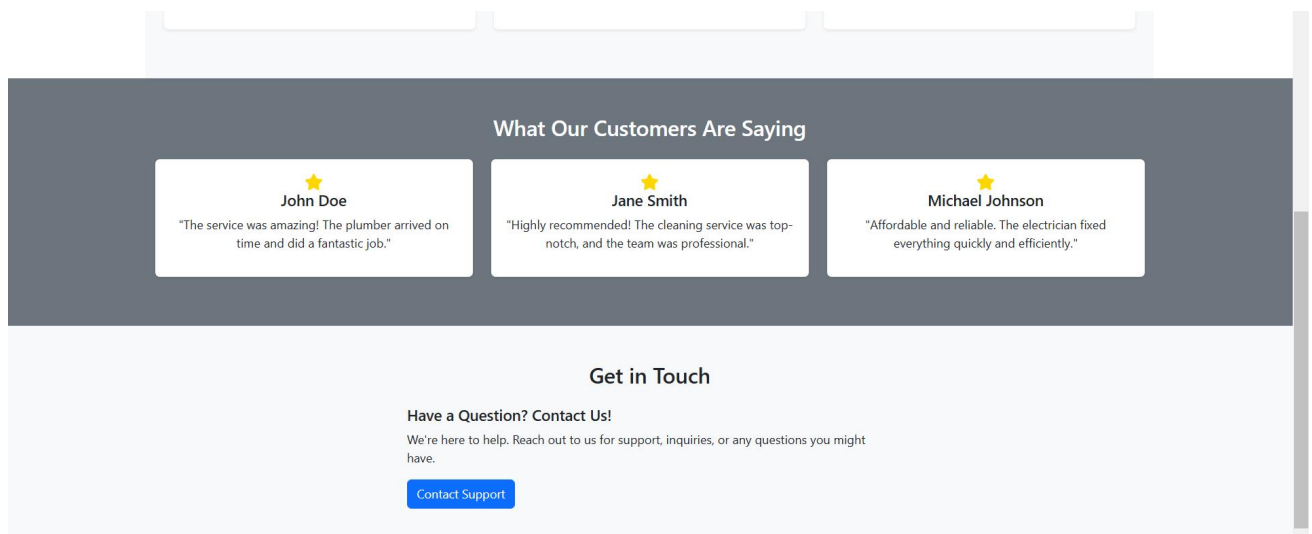 What Our Customers Are Saying
John Doe
"The service was amazing! The plumber arrived on
time and did a fantastic job."
Jane Smith
"Highly recommended! The cleaning service was top-
notch, and the team was professional."
Michael Johnson
"Affordable and reliable. The electrician fixed
everything quickly and efficiently."
Get in Touch
Have a Question? Contact Us!
We're here to help. Reach out to us for support, inquiries, or any questions you might
have.
Contact Support